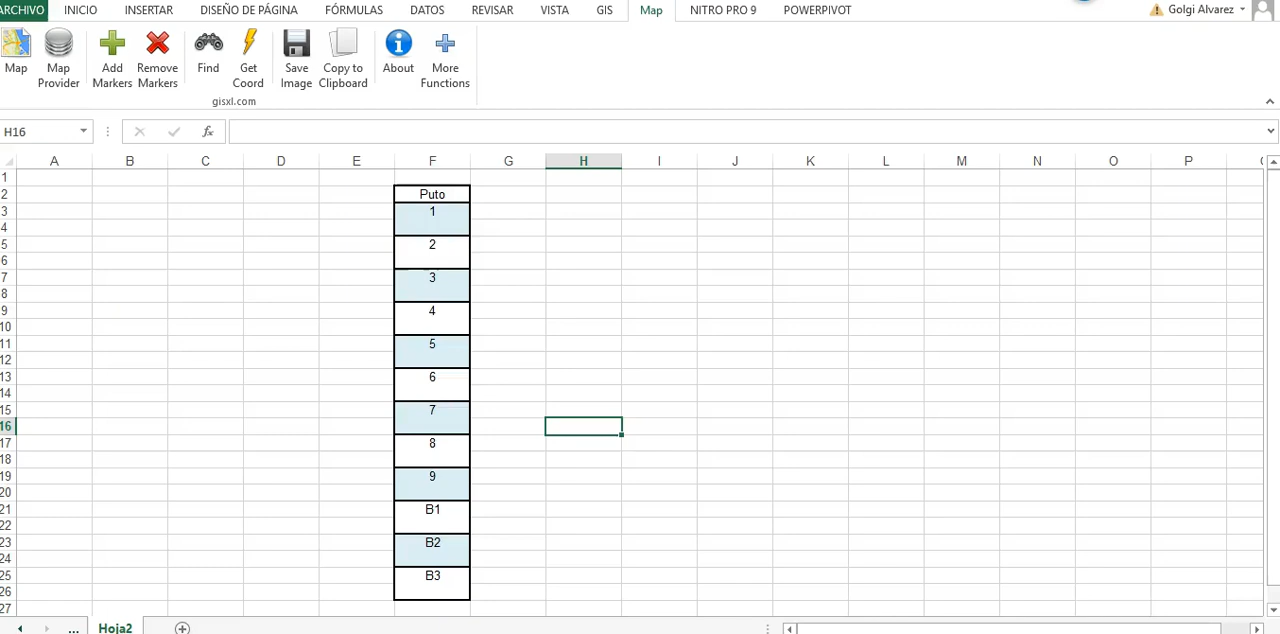 ARCHIVO INICIO INSERTAR DISEÑO DE PÁGINA FÓRMULAS DATOS REVISAR VISTA GIS Map NITRO PRO 9 POWERPIVOT Golgi Alvarez
Map Map Provider Add Markers Remove Markers Find Get Coord Save Image Copy to Clipboard About More Functions
gisxl.com
H16 fx
A B C D E F G H I J K L M N O P
1
2 Puto
3 1
4
5 2
6
7 3
8
9 4
10
11 5
12
13 6
14
15 7
16
17 8
18
19 9
20
21 B1
22
23 B2
24
25 B3
26
27
... Hoja2